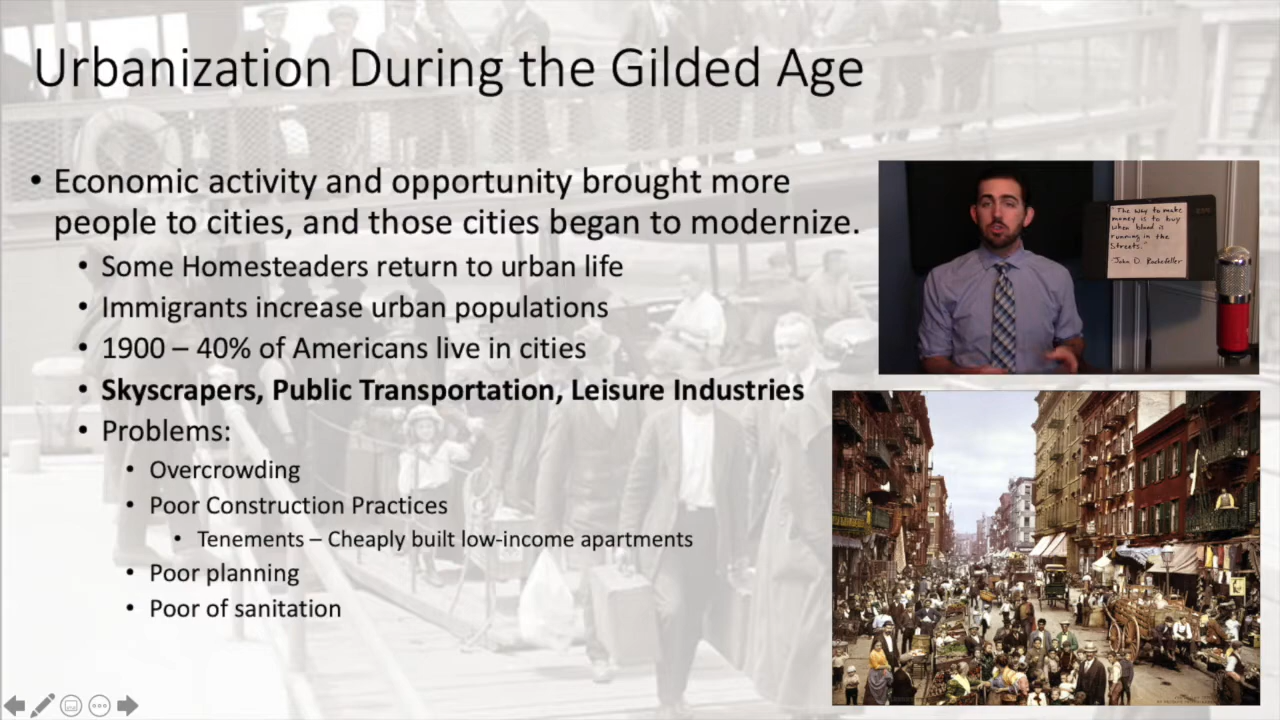 Urbanization During the Gilded Age
• Economic activity and opportunity brought more
people to cities, and those cities began to modernize.
• Some Homesteaders return to urban life
• Immigrants increase urban populations
• 1900 – 40% of Americans live in cities
• Skyscrapers, Public Transportation, Leisure Industries
• Problems:
• Overcrowding
• Poor Construction Practices
• Tenements – Cheaply built low-income apartments
• Poor planning
• Poor of sanitation
"The way to make
money is to buy
when blood is
running in the
streets."
-John D. Rockefeller